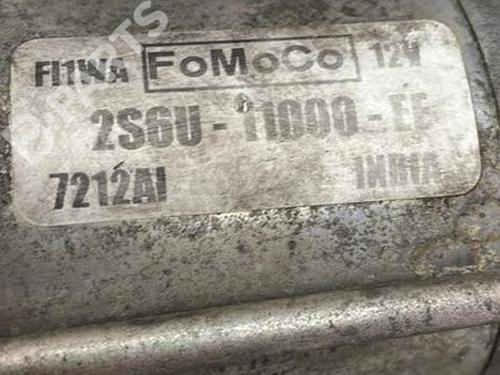 FI1WA FoMoCo 12V
2S6U-11000-EF
7212AI INDIA